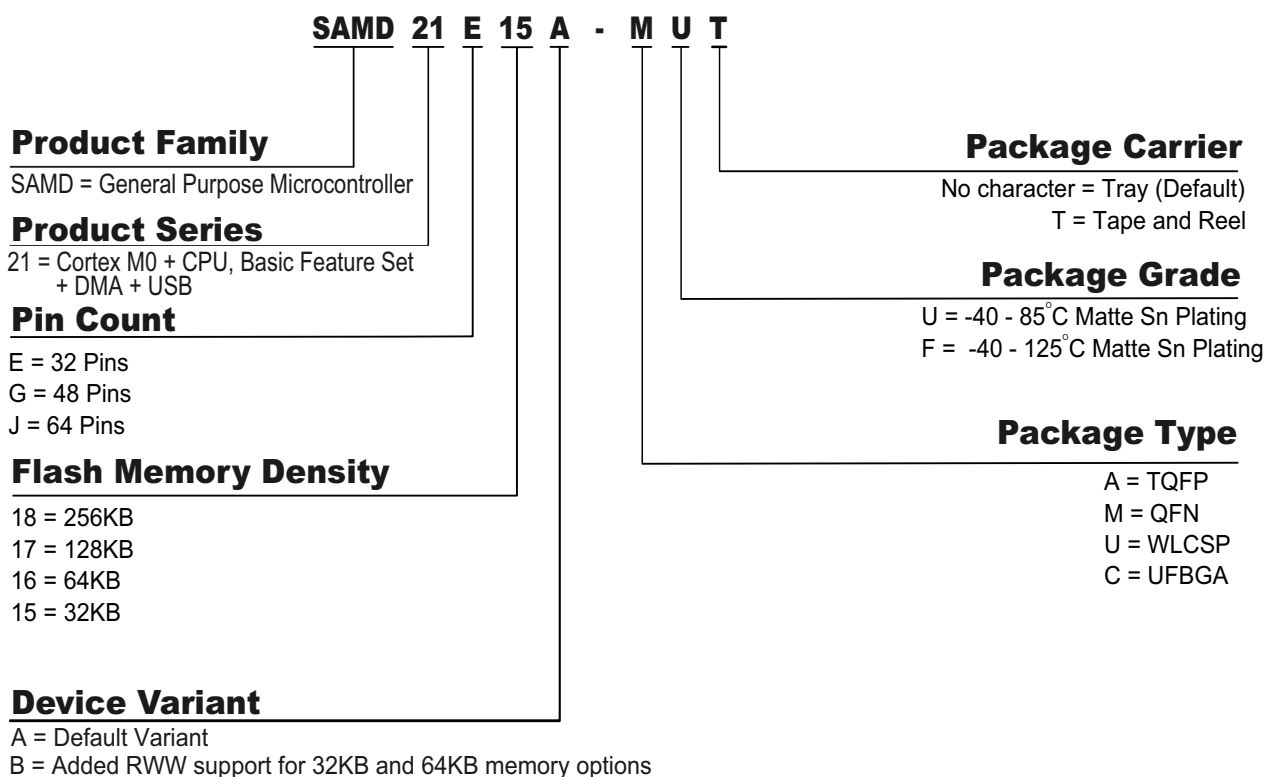 SAMD 21 E 15 A - M U T
Product Family
SAMD = General Purpose Microcontroller
Product Series
21 = Cortex M0 + CPU, Basic Feature Set
+ DMA + USB
Pin Count
E = 32 Pins
G = 48 Pins
J = 64 Pins
Flash Memory Density
18 = 256KB
17 = 128KB
16 = 64KB
15 = 32KB
Device Variant
A = Default Variant
B = Added RWW support for 32KB and 64KB memory options
Package Carrier
No character = Tray (Default)
T = Tape and Reel
Package Grade
U = -40 - 85°C Matte Sn Plating
F = -40 - 125°C Matte Sn Plating
Package Type
A = TQFP
M = QFN
U = WLCSP
C = UFBGA